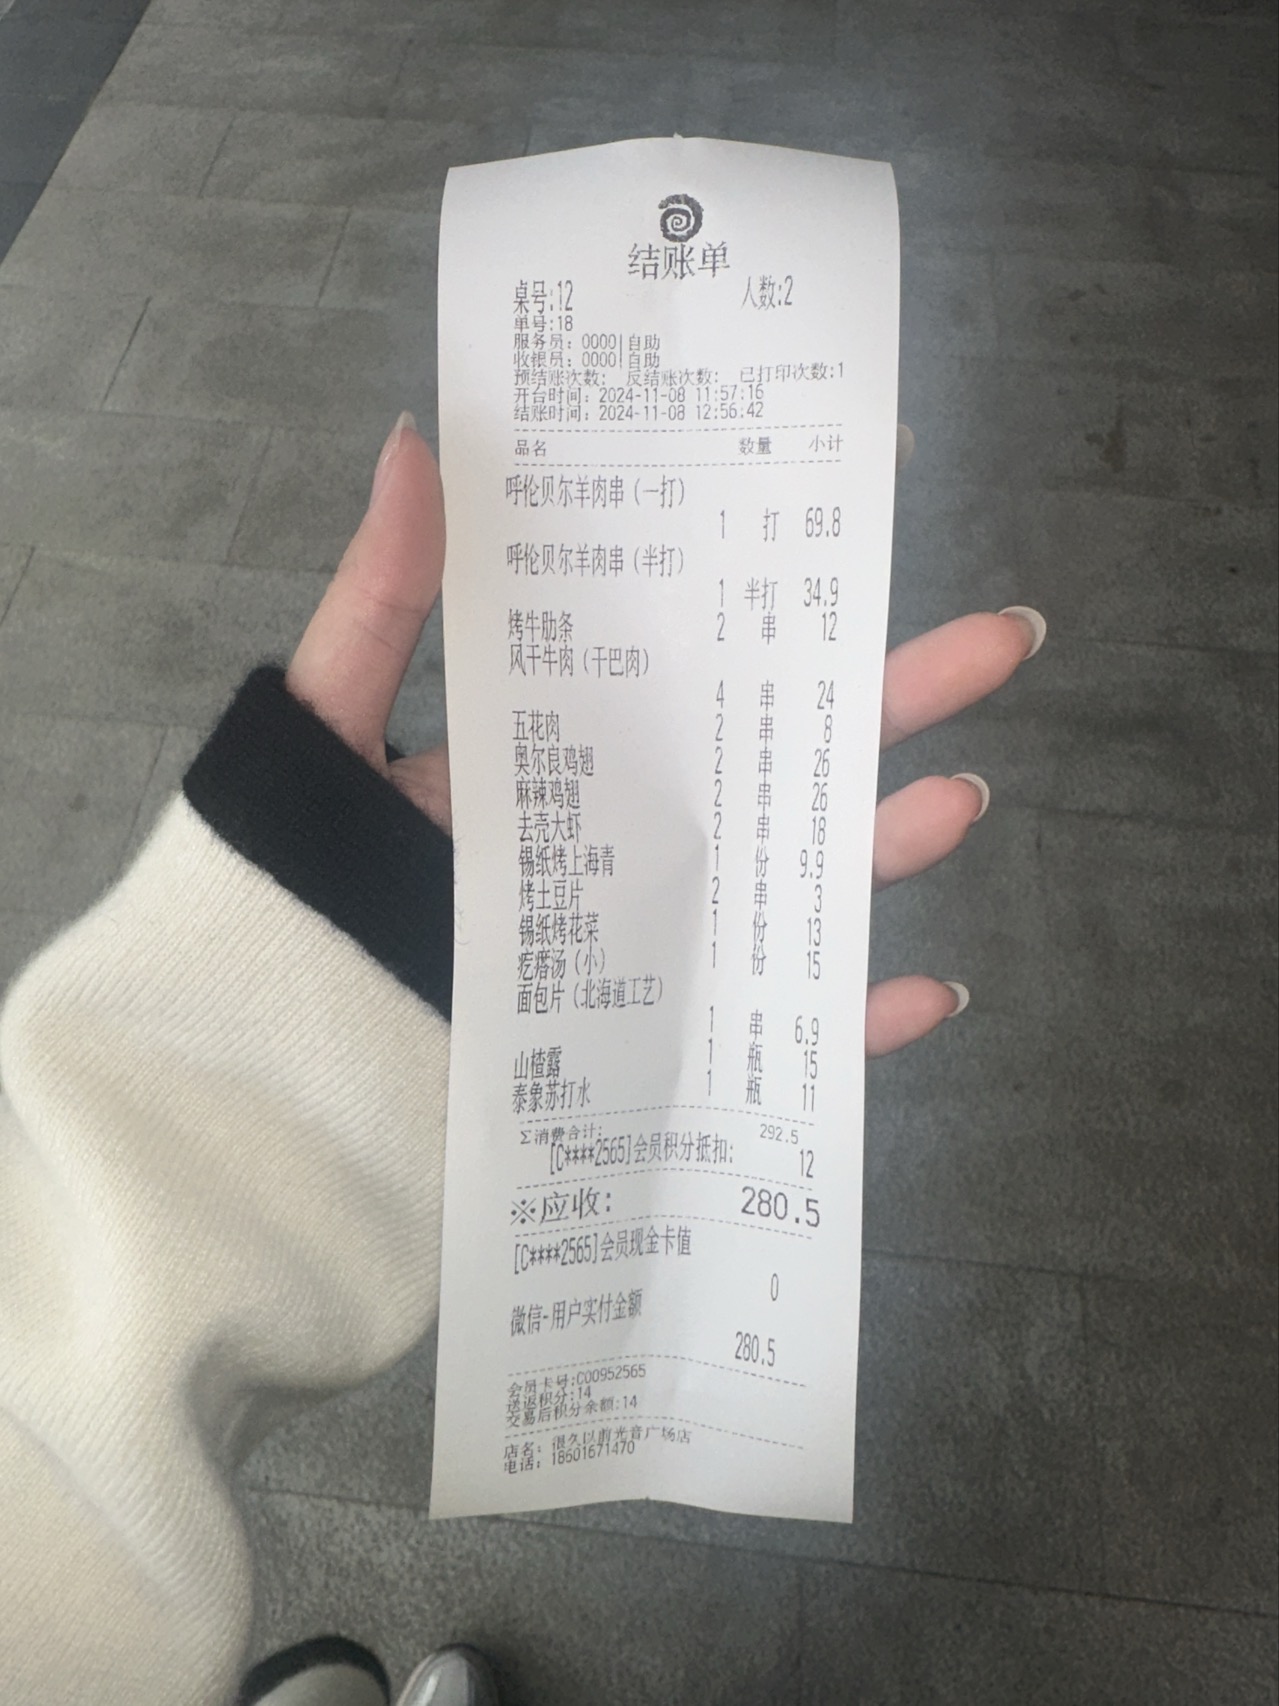 结账单
桌号:12 人数:2
单号:18
服务员: 0000|自助
收银员: 0000|自助
预结账次数: 反结账次数: 已打印次数:1
开台时间: 2024-11-08 11:57:16
结账时间: 2024-11-08 12:56:42
品名 数量 小计
呼伦贝尔羊肉串(一打)
1 打 69.8
呼伦贝尔羊肉串(半打)
1 半打 34.9
烤牛肋条 2 串 12
风干牛肉(干巴肉)
4 串 24
五花肉 2 串 8
奥尔良鸡翅 2 串 26
麻辣鸡翅 2 串 26
去壳大虾 2 串 18
锡纸烤上海青 1 份 9.9
烤土豆片 2 串 3
锡纸烤花菜 1 份 13
疙瘩汤(小) 1 份 15
面包片(北海道工艺)
1 串 6.9
山楂露 1 瓶 15
泰象苏打水 1 瓶 11
Σ消费合计: 292.5
[C****2565]会员积分抵扣: 12
※应收: 280.5
[C****2565]会员现金卡值
0
微信-用户实付金额
280.5
会员卡号:C00952565
送返积分:14
交易后积分余额:14
店名: 很久以前光音广场店
电话: 18601671470